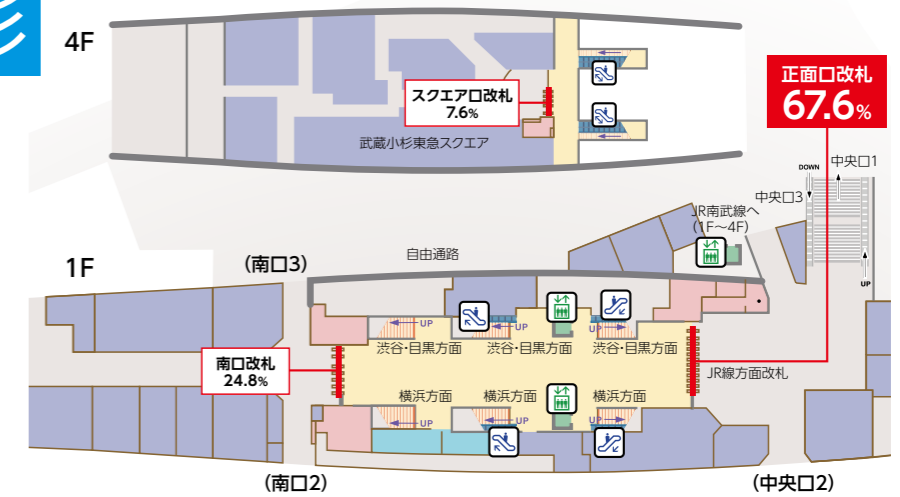 4F
スクエア口改札
7.6%
武蔵小杉東急スクエア
正面口改札
67.6%
DOWN
中央口1
中央口3
JR南武線へ
(1F～4F)
UP
1F
(南口3)
自由通路
UP
UP
UP
渋谷・目黒方面
渋谷・目黒方面
渋谷・目黒方面
南口改札
24.8%
JR線方面改札
横浜方面
横浜方面
横浜方面
UP
UP
UP
(南口2)
(中央口2)